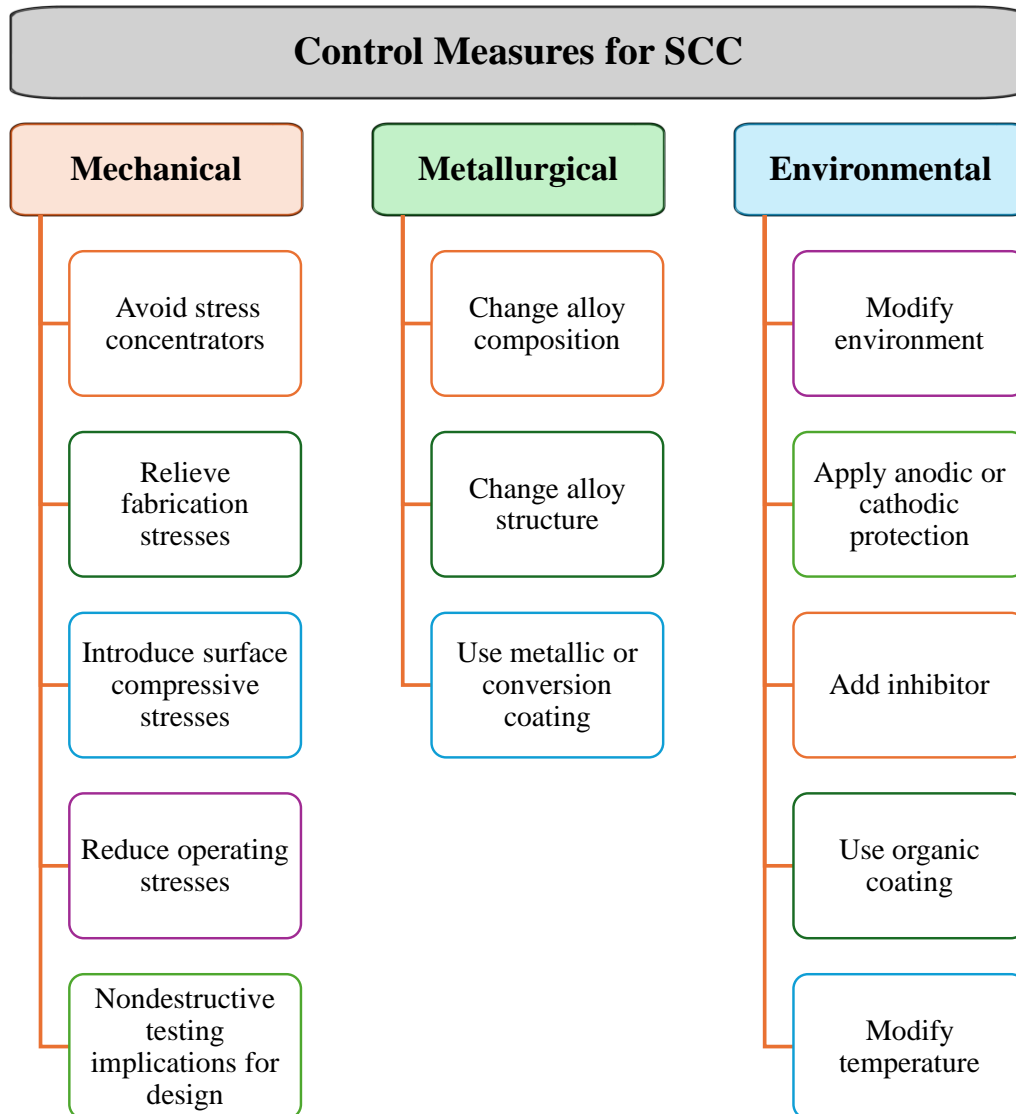 Control Measures for SCC
Mechanical
Avoid stress
concentrators
Relieve
fabrication
stresses
Introduce surface
compressive
stresses
Reduce operating
stresses
Nondestructive
testing
implications for
design
Metallurgical
Change alloy
composition
Change alloy
structure
Use metallic or
conversion
coating
Environmental
Modify
environment
Apply anodic or
cathodic
protection
Add inhibitor
Use organic
coating
Modify
temperature